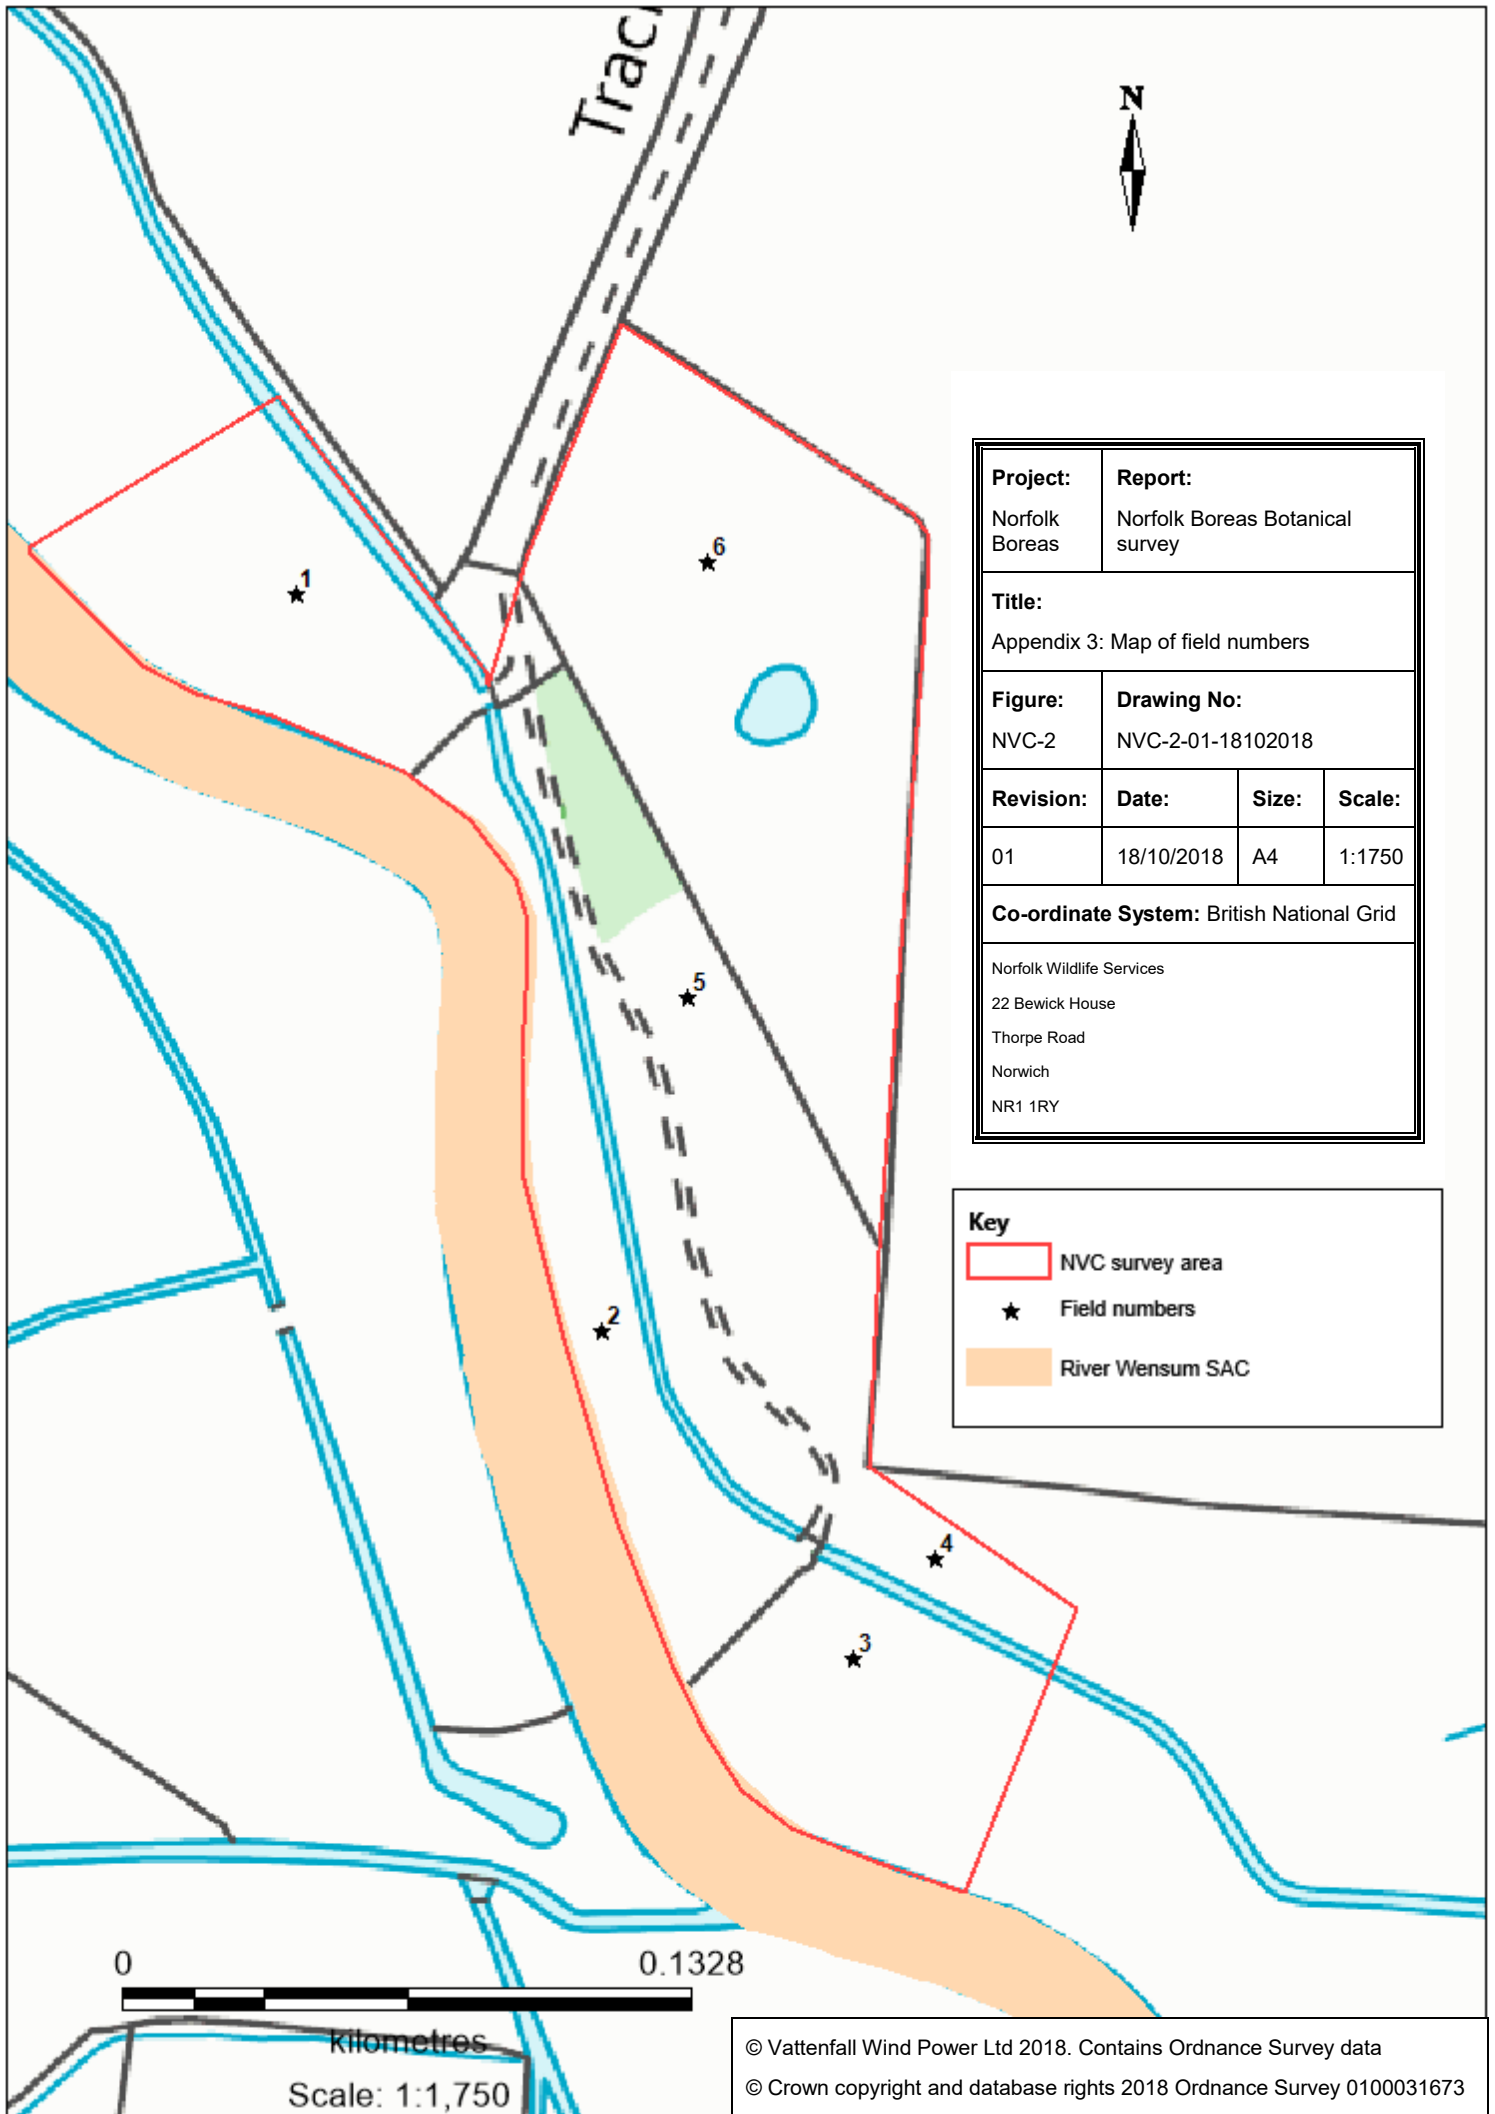 Trac
N
1
6
5
2
4
3
Project:
Report:
Norfolk
Boreas
Norfolk Boreas Botanical
survey
Title:
Appendix 3: Map of field numbers
Figure:
Drawing No:
NVC-2
NVC-2-01-18102018
Revision:
Date:
Size:
Scale:
01
18/10/2018
A4
1:1750
Co-ordinate System: British National Grid
Norfolk Wildlife Services
22 Bewick House
Thorpe Road
Norwich
NR1 1RY
Key
NVC survey area
Field numbers
River Wensum SAC
0
0.1328
kilometres
Scale: 1:1,750
© Vattenfall Wind Power Ltd 2018. Contains Ordnance Survey data
© Crown copyright and database rights 2018 Ordnance Survey 0100031673